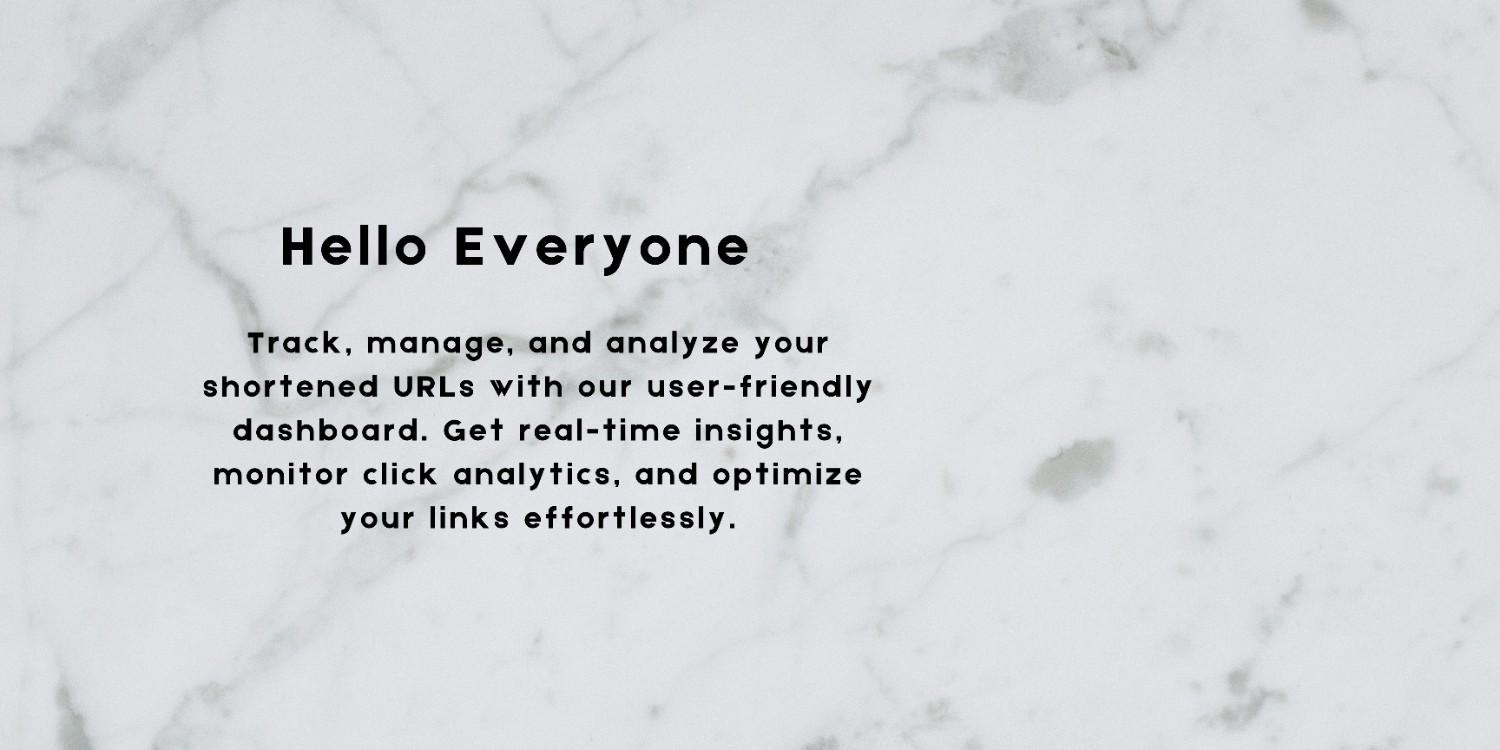 Hello Everyone
Track, manage, and analyze your
shortened URLs with our user-friendly
dashboard. Get real-time insights,
monitor click analytics, and optimize
your links effortlessly.